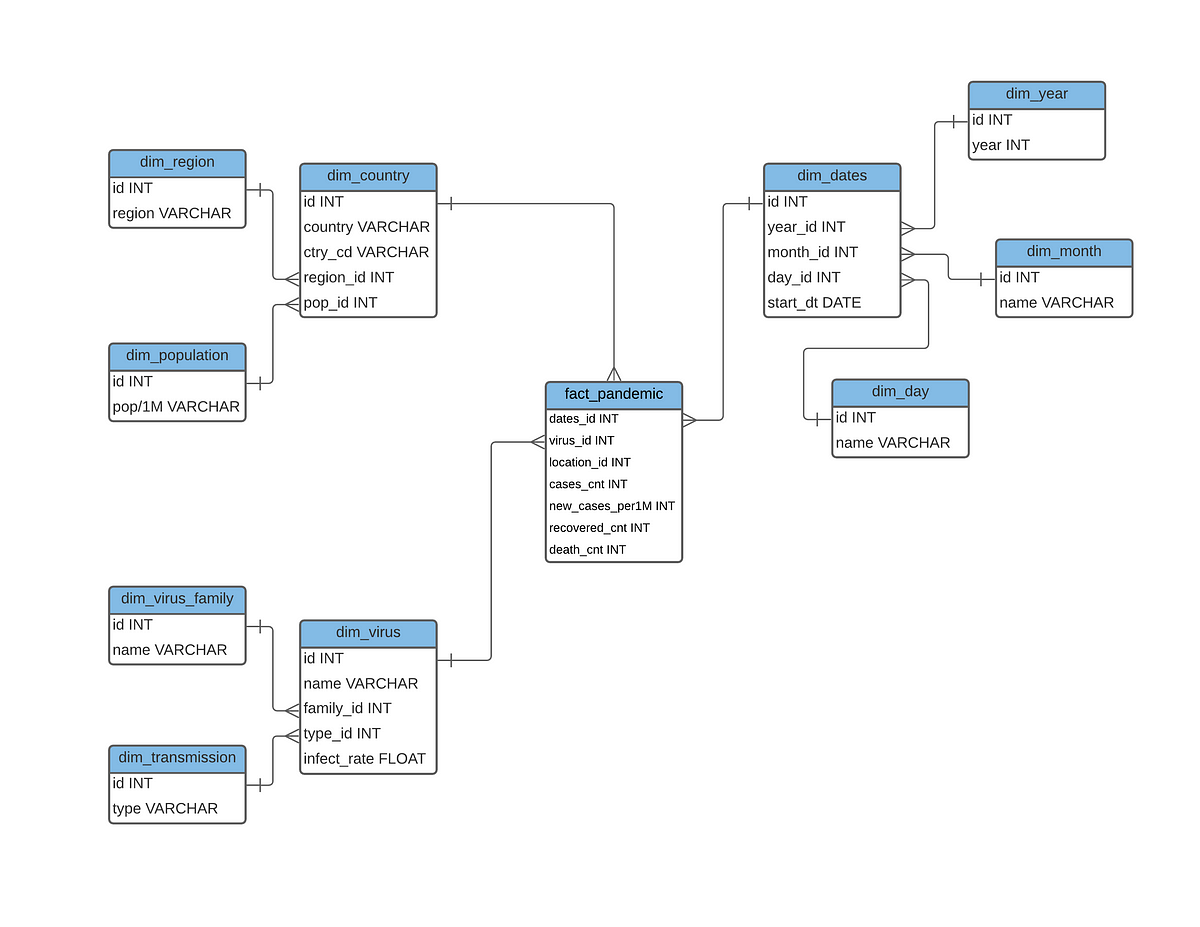 dim_year
id INT
year INT
dim_region
id INT
region VARCHAR
dim_country
id INT
country VARCHAR
ctry_cd VARCHAR
region_id INT
pop_id INT
dim_dates
id INT
year_id INT
month_id INT
day_id INT
start_dt DATE
dim_month
id INT
name VARCHAR
dim_population
id INT
pop/1M VARCHAR
fact_pandemic
dates_id INT
virus_id INT
location_id INT
cases_cnt INT
new_cases_per1M INT
recovered_cnt INT
death_cnt INT
dim_day
id INT
name VARCHAR
dim_virus_family
id INT
name VARCHAR
dim_virus
id INT
name VARCHAR
family_id INT
type_id INT
infect_rate FLOAT
dim_transmission
id INT
type VARCHAR